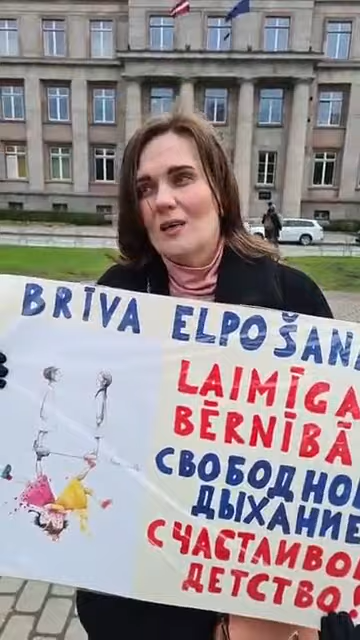 BRĪVA ELPOŠANA
LAIMĪGA
BĒRNĪBA
СВОБОДНОЕ
ДЫХАНИЕ
СЧАСТЛИВОЕ
ДЕТСТВО!